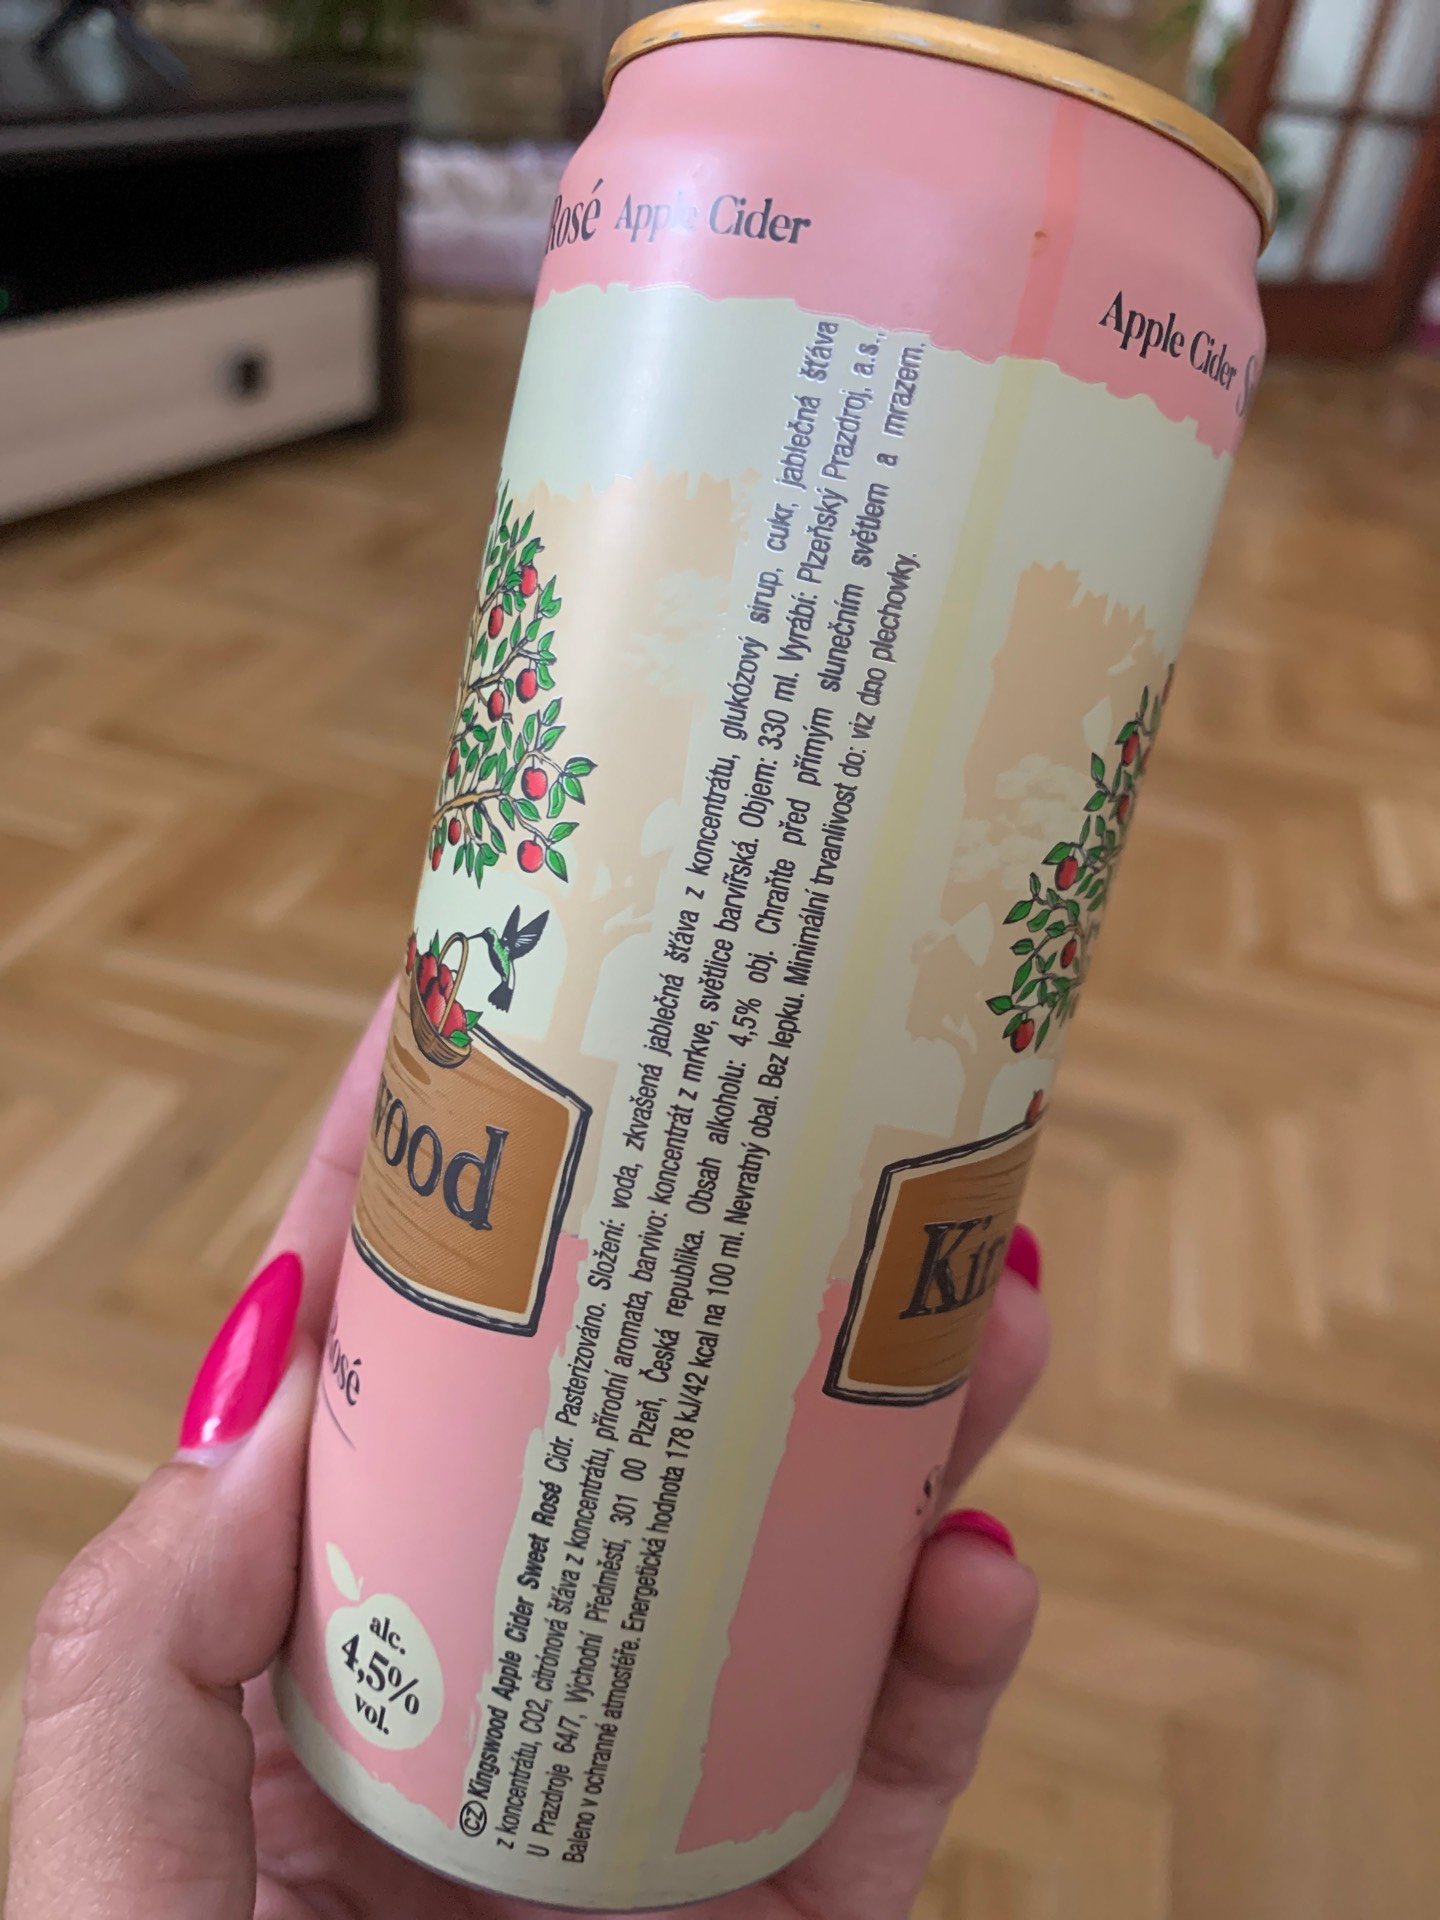 Rosé Apple Cider
Apple Cider
wood
Rosé
alc.
4,5%
vol.
CZ Kingswood Apple Cider Sweet Rosé Cidr. Pasterizováno. Složení: voda, zkvašená jablečná šťáva z koncentrátu, glukózový sirup, cukr, jablečná šťáva
z koncentrátu, CO2, citrónová šťáva z koncentrátu, přírodní aromata, barvivo: koncentrát z mrkve, světlice barvířská. Objem: 330 ml. Vyrábí: Plzeňský Prazdroj, a.s.,
U Prazdroje 64/7, Východní Předměstí, 301 00 Plzeň, Česká republika. Obsah alkoholu: 4,5% obj. Chraňte před přímým slunečním světlem a mrazem.
Baleno v ochranné atmosféře. Energetická hodnota 178 kJ/42 kcal na 100 ml. Nevratný obal. Bez lepku. Minimální trvanlivost do: viz dno plechovky.
Kin